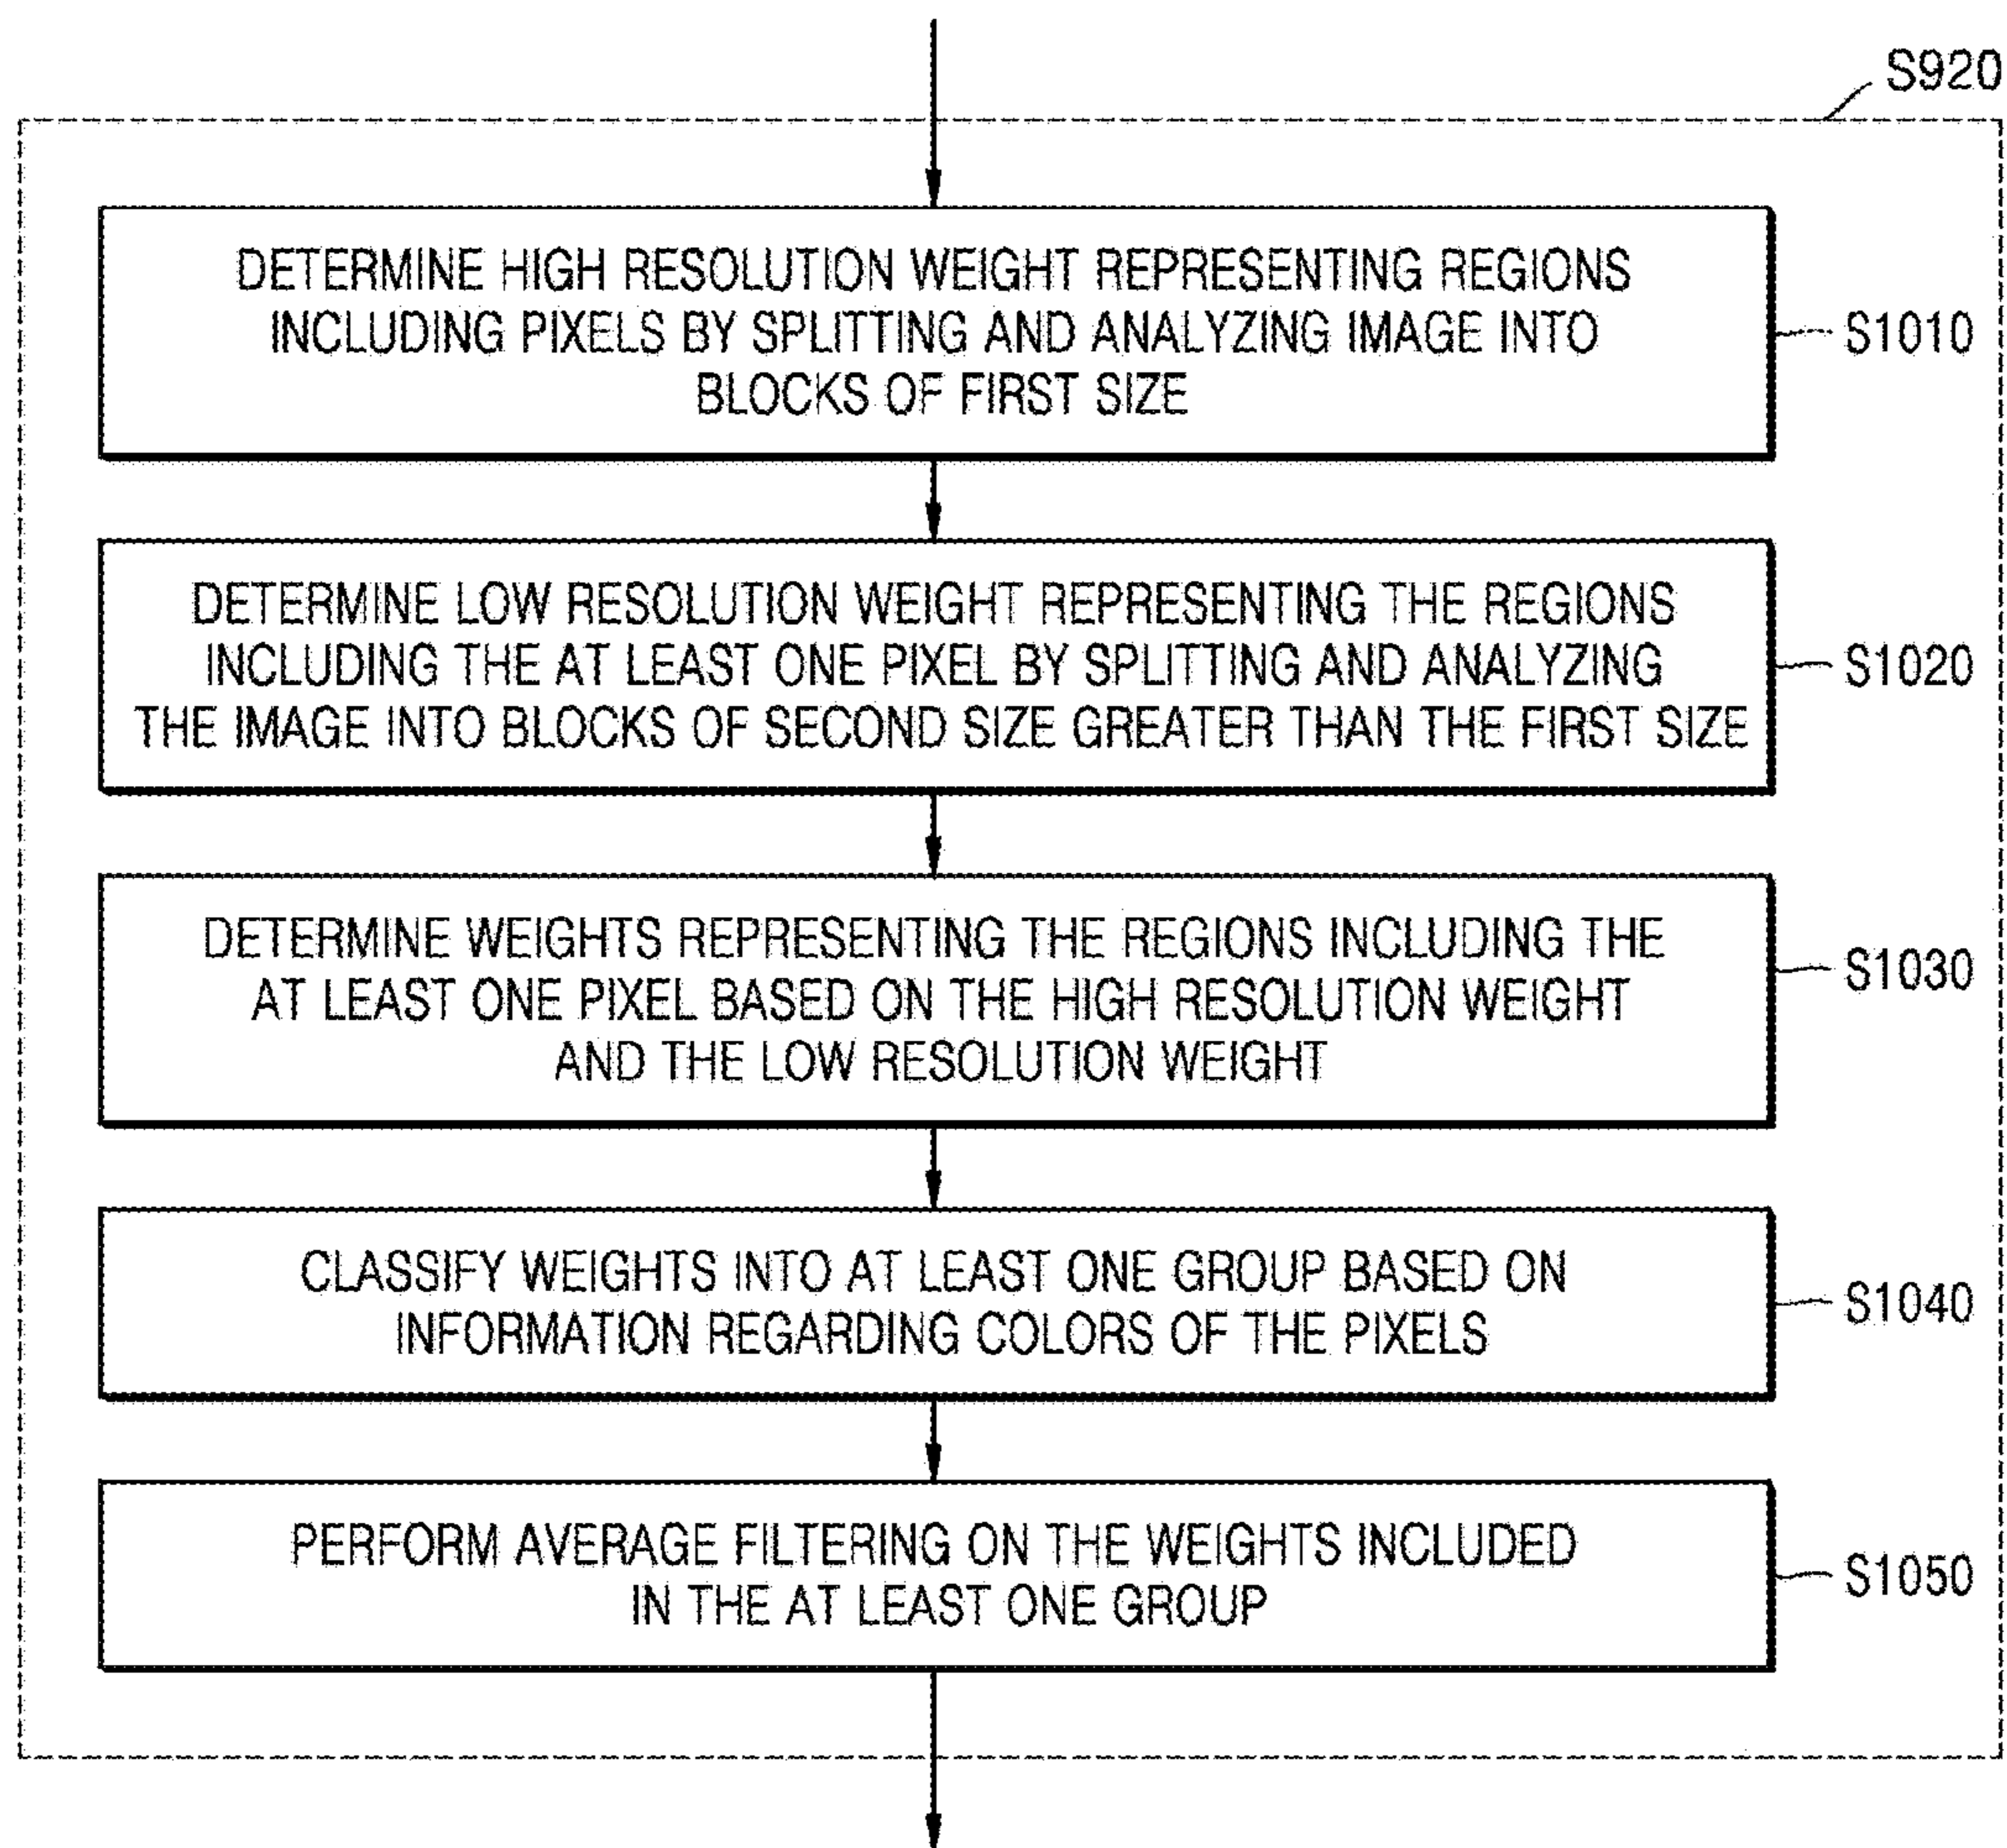 S920
DETERMINE HIGH RESOLUTION WEIGHT REPRESENTING REGIONS
INCLUDING PIXELS BY SPLITTING AND ANALYZING IMAGE INTO
BLOCKS OF FIRST SIZE
S1010
DETERMINE LOW RESOLUTION WEIGHT REPRESENTING THE REGIONS
INCLUDING THE AT LEAST ONE PIXEL BY SPLITTING AND ANALYZING
THE IMAGE INTO BLOCKS OF SECOND SIZE GREATER THAN THE FIRST SIZE
S1020
DETERMINE WEIGHTS REPRESENTING THE REGIONS INCLUDING THE
AT LEAST ONE PIXEL BASED ON THE HIGH RESOLUTION WEIGHT
AND THE LOW RESOLUTION WEIGHT
S1030
CLASSIFY WEIGHTS INTO AT LEAST ONE GROUP BASED ON
INFORMATION REGARDING COLORS OF THE PIXELS
S1040
PERFORM AVERAGE FILTERING ON THE WEIGHTS INCLUDED
IN THE AT LEAST ONE GROUP
S1050